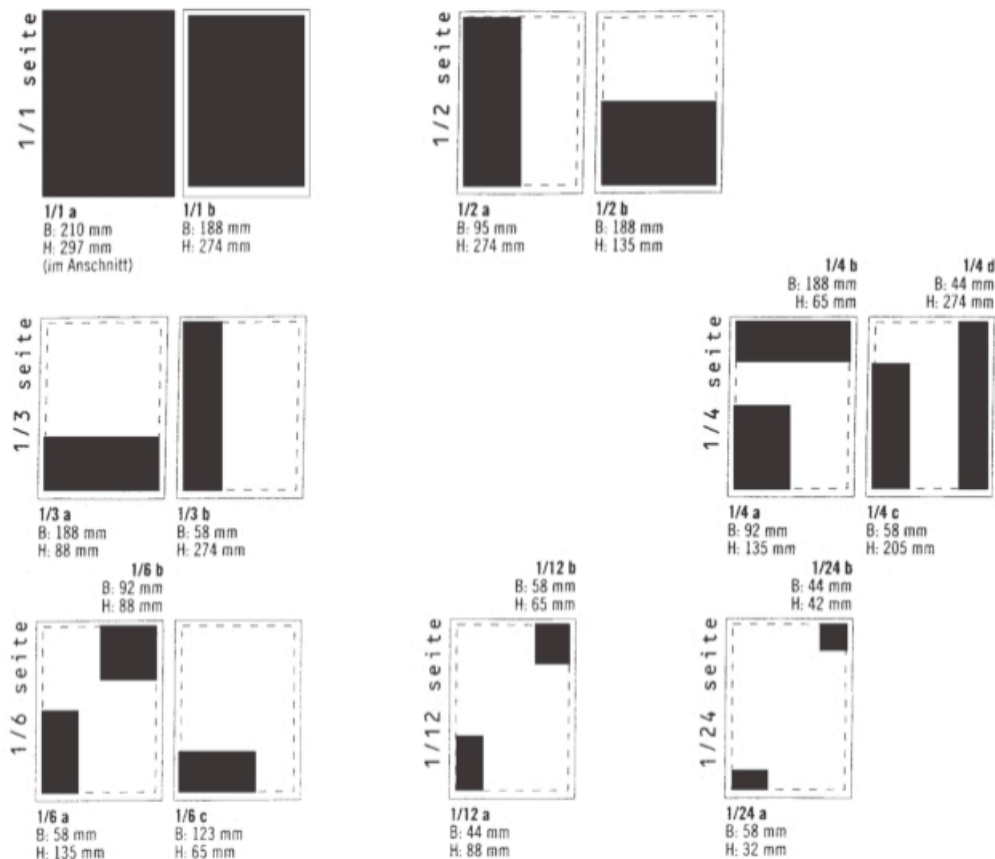 1/1 seite
1/1 a
B: 210 mm
H: 297 mm
(im Anschnitt)
1/1 b
B: 188 mm
H: 274 mm
1/2 seite
1/2 a
B: 95 mm
H: 274 mm
1/2 b
B: 188 mm
H: 135 mm
1/3 seite
1/3 a
B: 188 mm
H: 88 mm
1/3 b
B: 58 mm
H: 274 mm
1/4 b
B: 188 mm
H: 65 mm
1/4 d
B: 44 mm
H: 274 mm
1/4 seite
1/4 a
B: 92 mm
H: 135 mm
1/4 c
B: 58 mm
H: 205 mm
1/6 b
B: 92 mm
H: 88 mm
1/6 seite
1/6 a
B: 58 mm
H: 135 mm
1/6 c
B: 123 mm
H: 65 mm
1/12 b
B: 58 mm
H: 65 mm
1/12 seite
1/12 a
B: 44 mm
H: 88 mm
1/24 b
B: 44 mm
H: 42 mm
1/24 seite
1/24 a
B: 58 mm
H: 32 mm